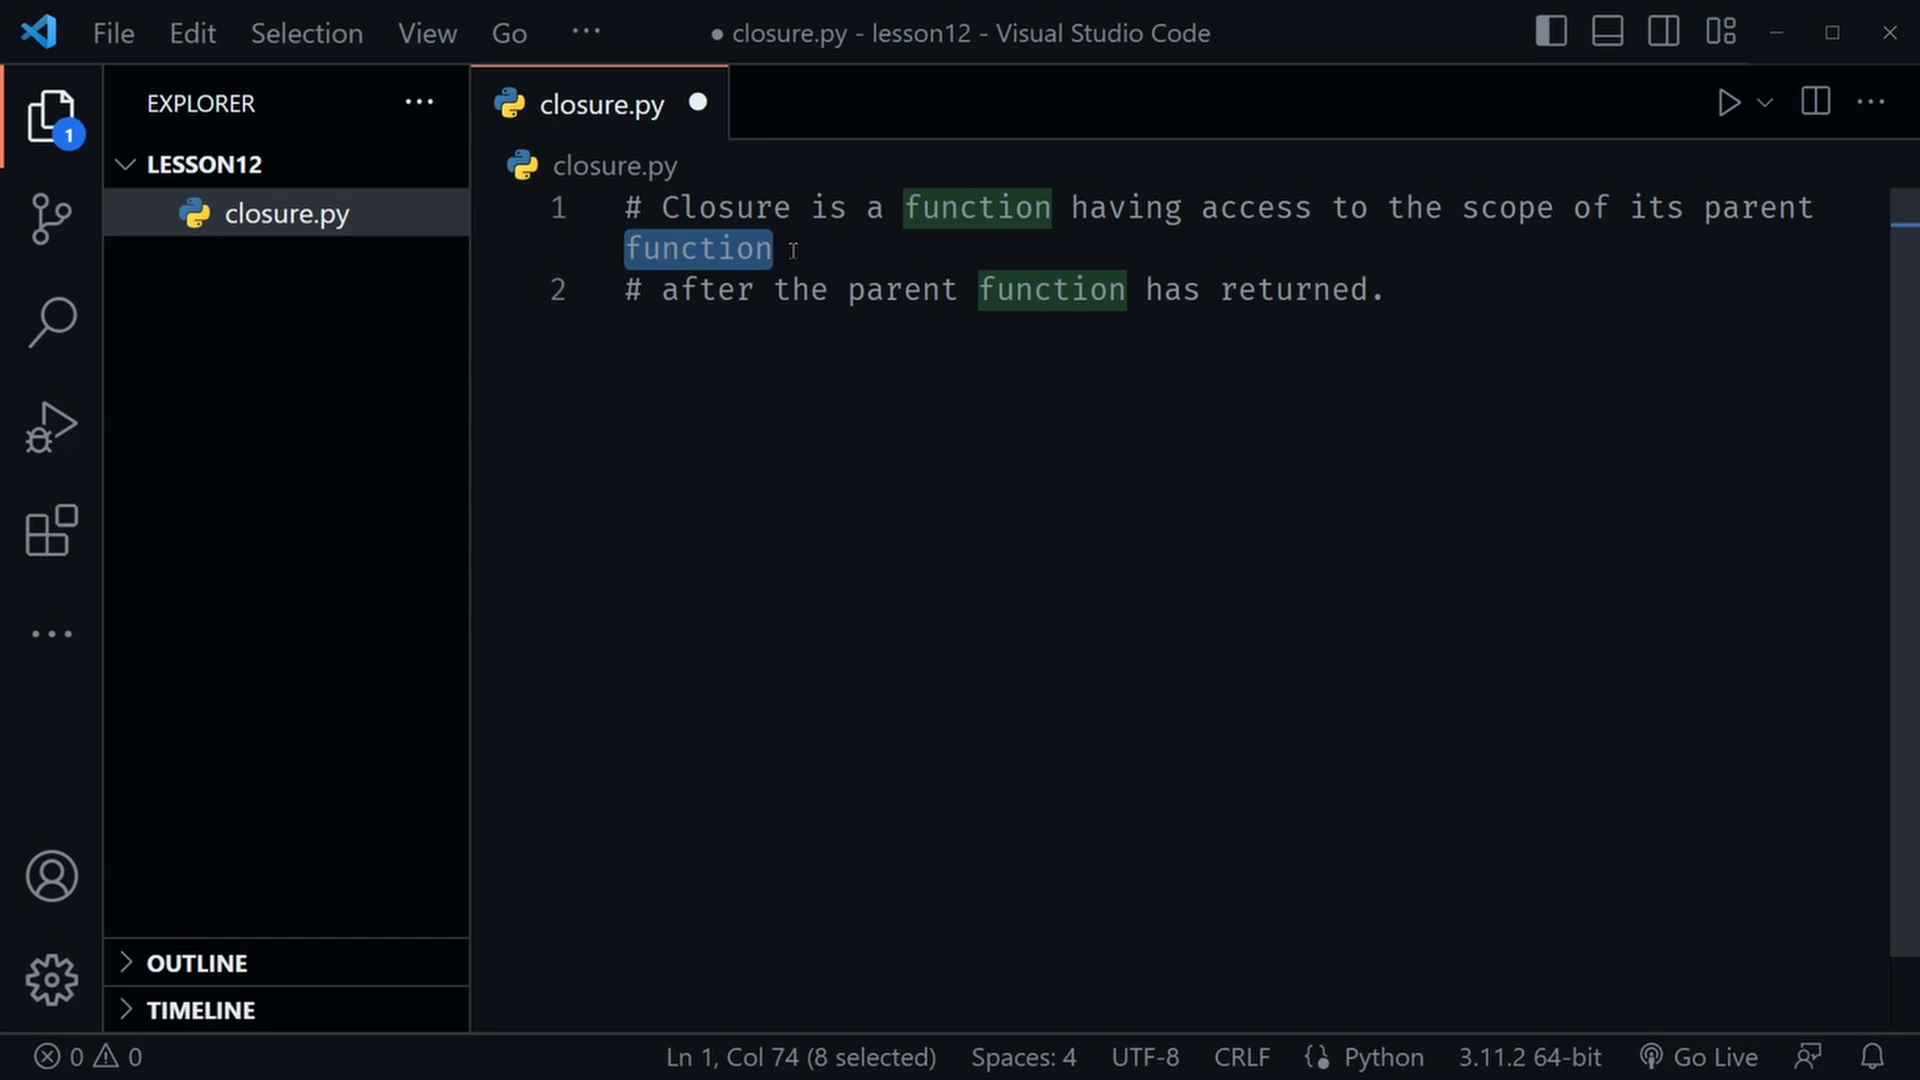 File Edit Selection View Go ··· ● closure.py - lesson12 - Visual Studio Code
EXPLORER ···
closure.py
1
LESSON12
closure.py
closure.py
1 # Closure is a function having access to the scope of its parent
function
2 # after the parent function has returned.
OUTLINE
TIMELINE
0 0 Ln 1, Col 74 (8 selected) Spaces: 4 UTF-8 CRLF Python 3.11.2 64-bit Go Live